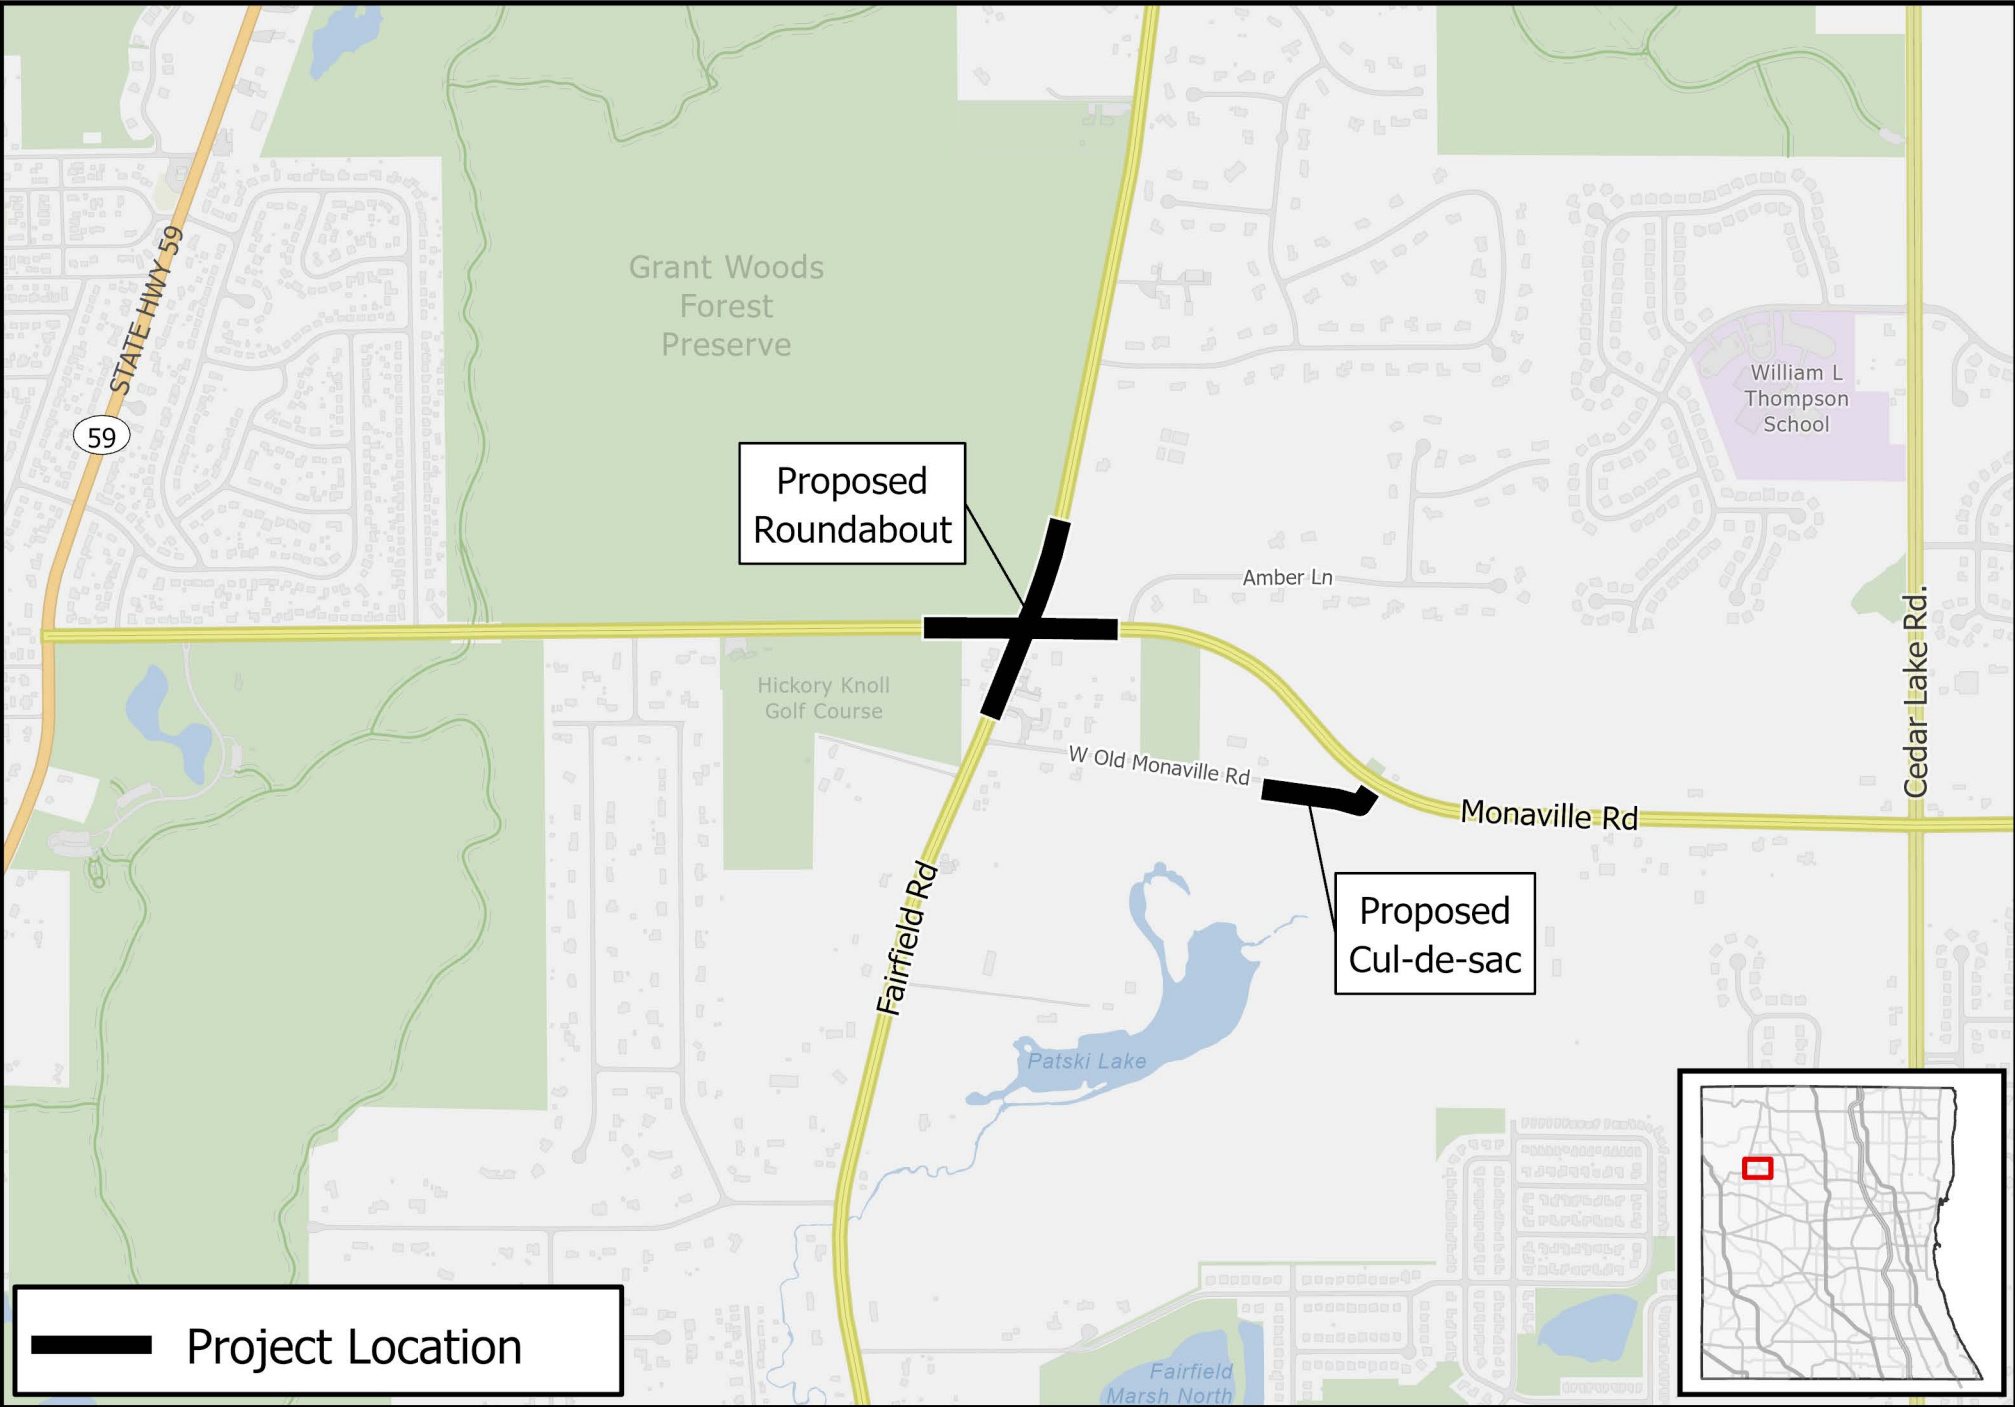 STATE HWY 59
59
Grant Woods
Forest
Preserve
William L
Thompson
School
Proposed
Roundabout
Amber Ln
Cedar Lake Rd.
Hickory Knoll
Golf Course
W Old Monaville Rd
Monaville Rd
Fairfield Rd
Proposed
Cul-de-sac
Patski Lake
Project Location
Fairfield
Marsh North